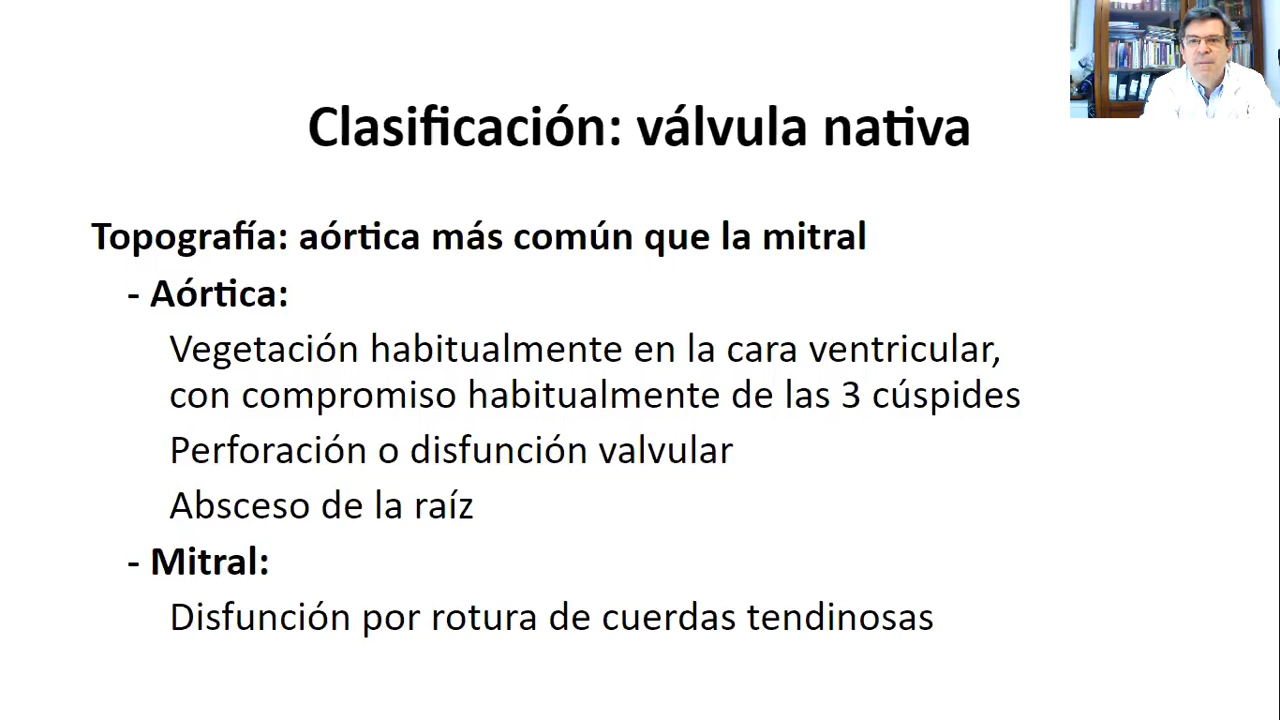 Clasificación: válvula nativa
Topografía: aórtica más común que la mitral
- Aórtica:
Vegetación habitualmente en la cara ventricular,
con compromiso habitualmente de las 3 cúspides
Perforación o disfunción valvular
Absceso de la raíz
- Mitral:
Disfunción por rotura de cuerdas tendinosas